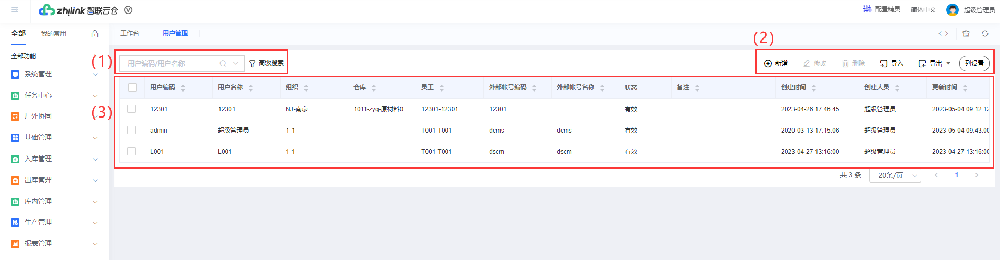 zhilink智联云仓
配置精灵 简体中文 超级管理员
全部 我的常用
工作台 用户管理
(2)
全部功能
(1)
用户编码/用户名称 高级搜索
新增 修改 删除 导入 导出 列设置
系统管理
任务中心
厂外协同
基础管理
入库管理
出库管理
库内管理
生产管理
报表管理
(3)
用户编码 用户名称 组织 仓库 员工 外部帐号编码 外部帐号名称 状态 备注 创建时间 创建人员 更新时间
12301 12301 NJ-南京 1011-zyq-原材料0... 12301-12301 12301 有效 2023-04-26 17:46:45 超级管理员 2023-05-04 09:12:12
admin 超级管理员 1-1 T001-T001 dcms dcms 有效 2020-03-13 17:15:06 超级管理员 2023-05-04 09:43:00
L001 L001 1-1 T001-T001 dscm dscm 有效 2023-04-27 13:16:00 超级管理员 2023-04-27 13:16:00
共 3 条 20条/页 1